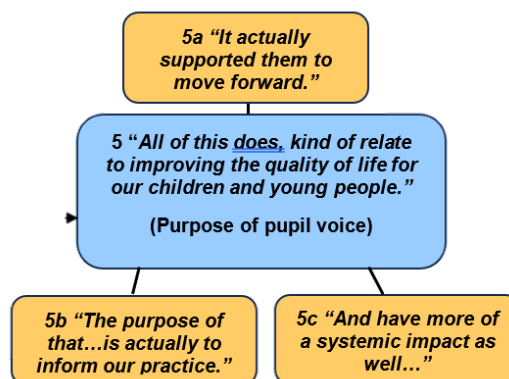 5a “It actually
supported them to
move forward.”
5 “All of this does, kind of relate
to improving the quality of life for
our children and young people.”
(Purpose of pupil voice)
5b “The purpose of
that…is actually to
inform our practice.”
5c “And have more of
a systemic impact as
well…”